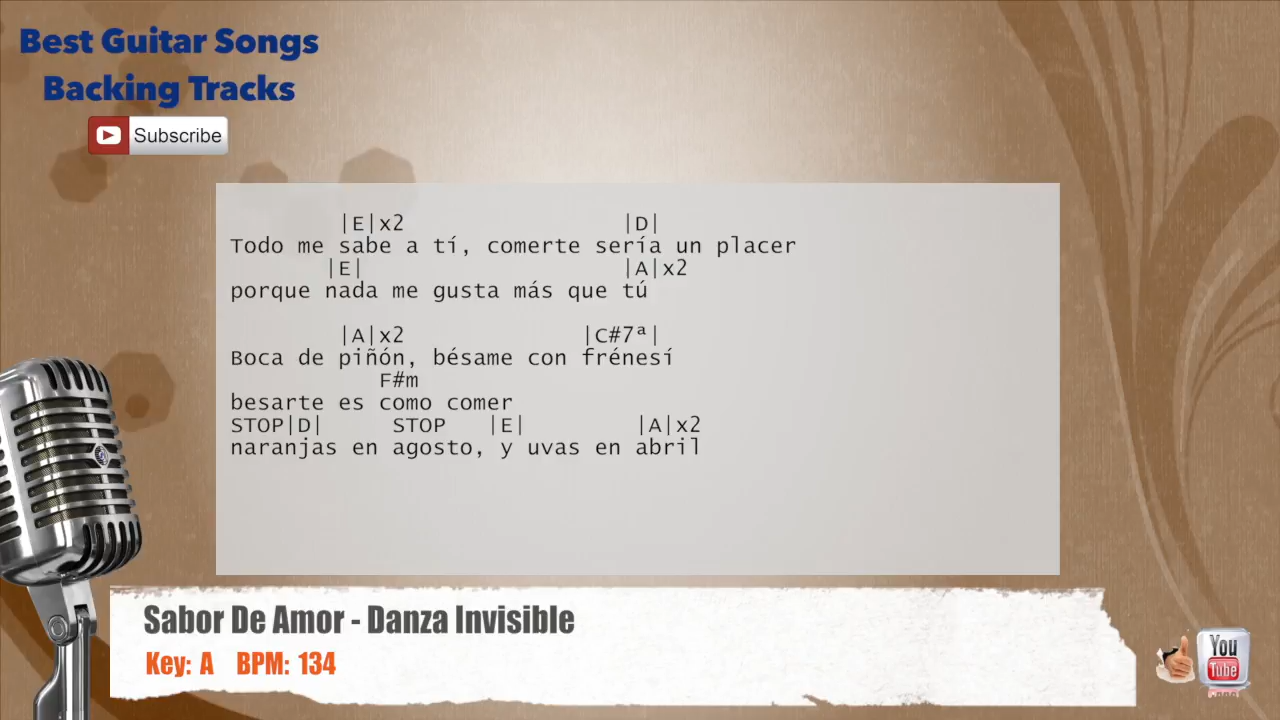 Best Guitar Songs
Backing Tracks
Subscribe
|E|x2 |D|
Todo me sabe a tí, comerte sería un placer
|E| |A|x2
porque nada me gusta más que tú
|A|x2 |C#7ª|
Boca de piñón, bésame con frénesí
F#m
besarte es como comer
STOP|D| STOP |E| |A|x2
naranjas en agosto, y uvas en abril
Sabor De Amor - Danza Invisible
Key: A BPM: 134
You
Tube